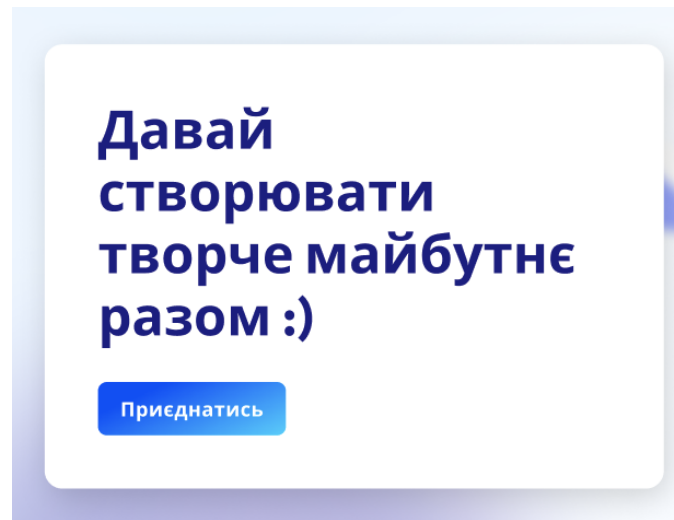 Давай
створювати
творче майбутнє
разом :)
Приєднатись